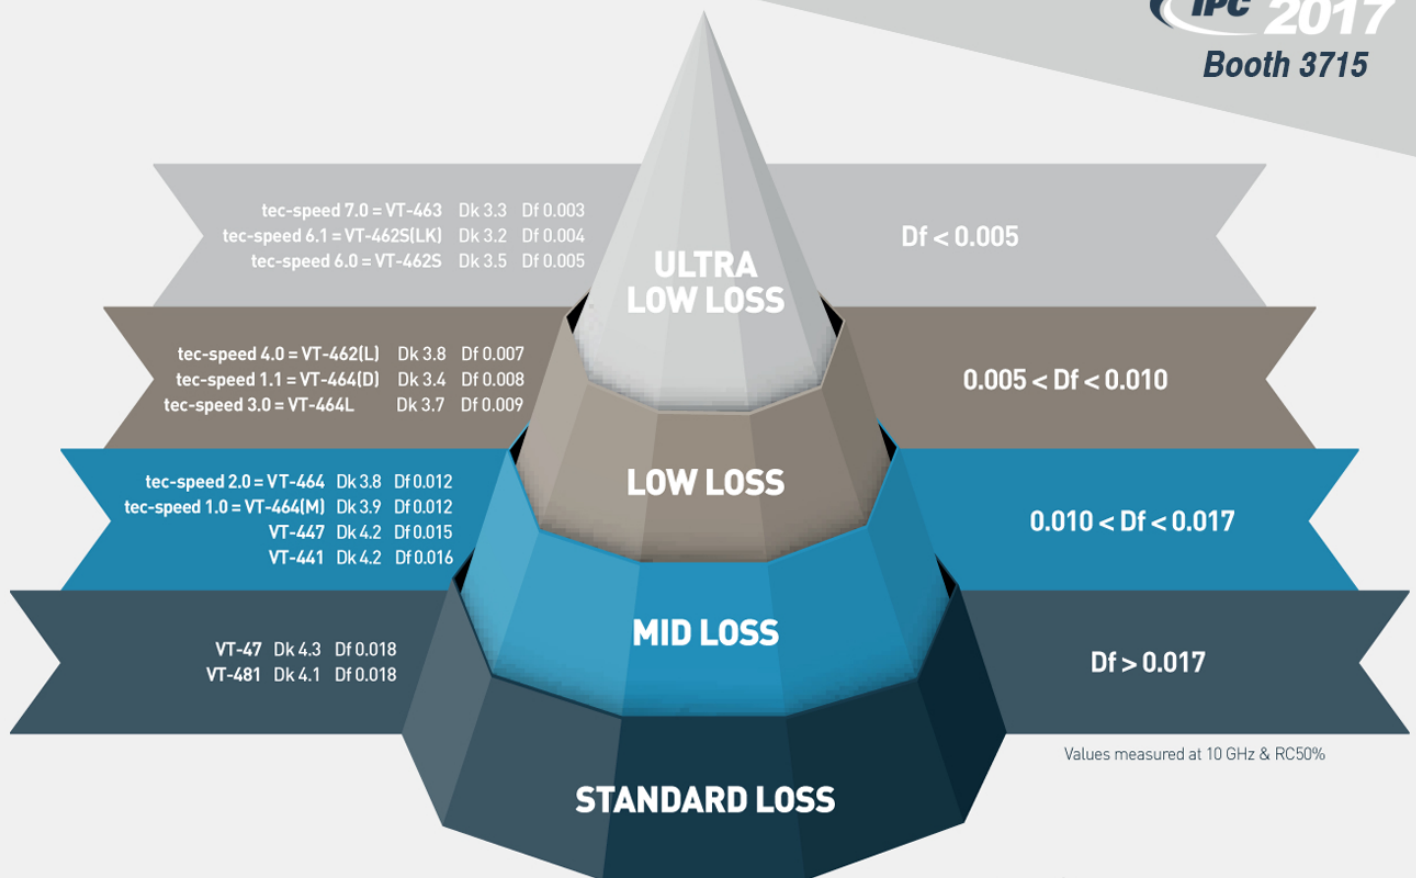 IPC 2017
Booth 3715
tec-speed 7.0 = VT-463 Dk 3.3 Df 0.003
tec-speed 6.1 = VT-462S(LK) Dk 3.2 Df 0.004
tec-speed 6.0 = VT-462S Dk 3.5 Df 0.005
ULTRA
LOW LOSS
Df < 0.005
tec-speed 4.0 = VT-462(L) Dk 3.8 Df 0.007
tec-speed 1.1 = VT-464(D) Dk 3.4 Df 0.008
tec-speed 3.0 = VT-464L Dk 3.7 Df 0.009
LOW LOSS
0.005 < Df < 0.010
tec-speed 2.0 = VT-464 Dk 3.8 Df 0.012
tec-speed 1.0 = VT-464(M) Dk 3.9 Df 0.012
VT-447 Dk 4.2 Df 0.015
VT-441 Dk 4.2 Df 0.016
MID LOSS
0.010 < Df < 0.017
VT-47 Dk 4.3 Df 0.018
VT-481 Dk 4.1 Df 0.018
STANDARD LOSS
Df > 0.017
Values measured at 10 GHz & RC50%